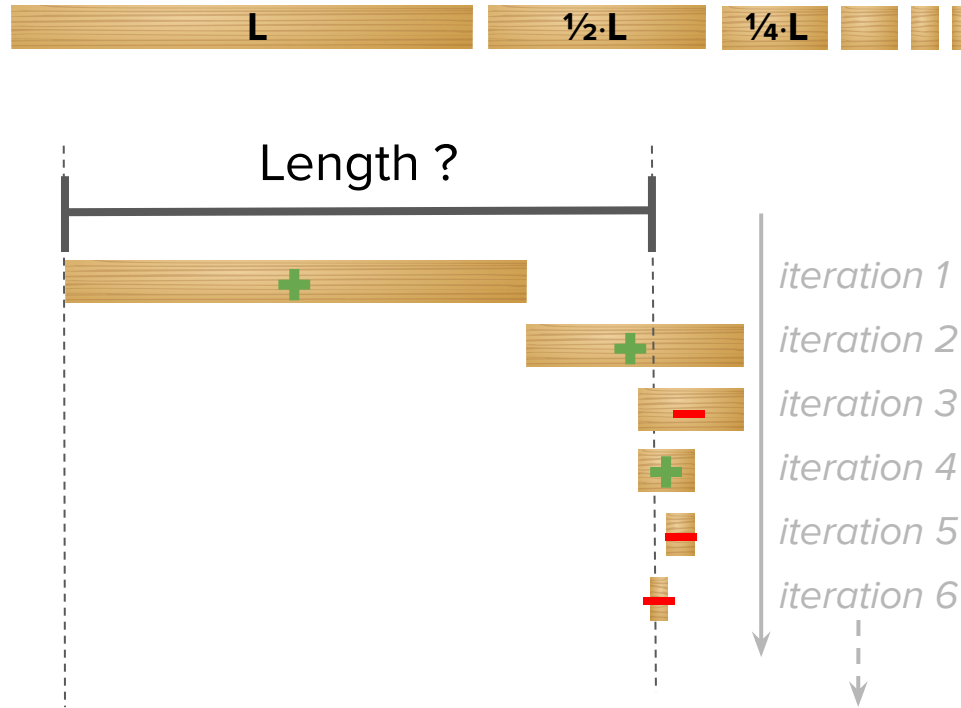 L ½·L ¼·L
Length ?
iteration 1
iteration 2
iteration 3
iteration 4
iteration 5
iteration 6